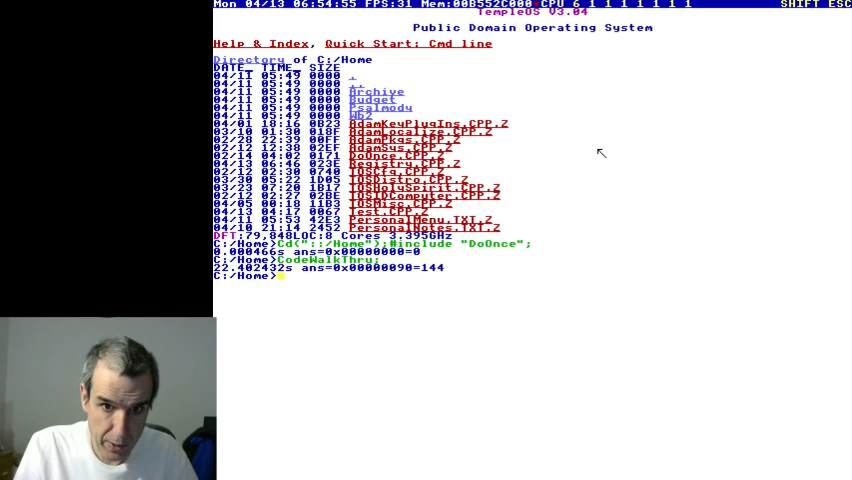 Mon 04/13 06:54:55 FPS:31 Mem:00B552C000 CPU 6 1 1 1 1 1 1 1 SHIFT ESC
TempleOS V3.04
Public Domain Operating System
Help & Index, Quick Start: Cmd line
Directory of C:/Home
DATE_ TIME_ SIZE
04/11 05:49 0000 .
04/11 05:49 0000 ..
04/11 05:49 0000 Archive
04/11 05:49 0000 Budget
04/11 05:49 0000 Psalmody
04/11 05:49 0000 Wb2
04/01 18:16 0B23 AdamKeyPlugIns.CPP.Z
03/10 01:30 018F AdamLocalize.CPP.Z
02/28 22:39 00FF AdamPkgs.CPP.Z
02/12 12:38 02EF AdamSys.CPP.Z
02/14 04:02 0171 DoOnce.CPP.Z
04/13 06:46 023E Registry.CPP.Z
02/12 02:30 0740 TOSCfg.CPP.Z
03/30 05:22 1D05 TOSDistro.CPP.Z
03/23 07:20 1B17 TOSHolySpirit.CPP.Z
02/12 02:27 02BE TOSIDComputer.CPP.Z
04/05 00:18 11B3 TOSMisc.CPP.Z
04/13 04:17 0067 Test.CPP.Z
04/11 05:53 42E3 PersonalMenu.TXT.Z
04/10 21:14 2452 PersonalNotes.TXT.Z
DFT:79,848LOC:8 Cores 3.395GHz
C:/Home>Cd("::/Home");#include "DoOnce";
0.000466s ans=0x00000000=0
C:/Home>CodeWalkThru;
22.402432s ans=0x00000090=144
C:/Home>